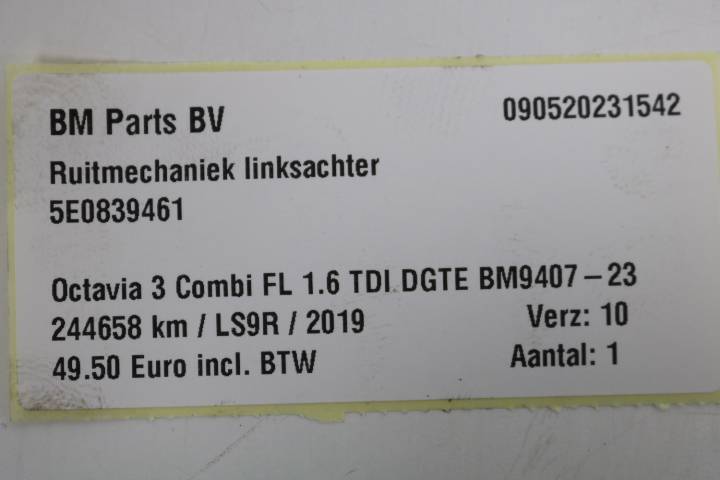 BM Parts BV 090520231542
Ruitmechaniek linksachter
5E0839461
Octavia 3 Combi FL 1.6 TDI DGTE BM9407-23
244658 km / LS9R / 2019 Verz: 10
49.50 Euro incl. BTW Aantal: 1